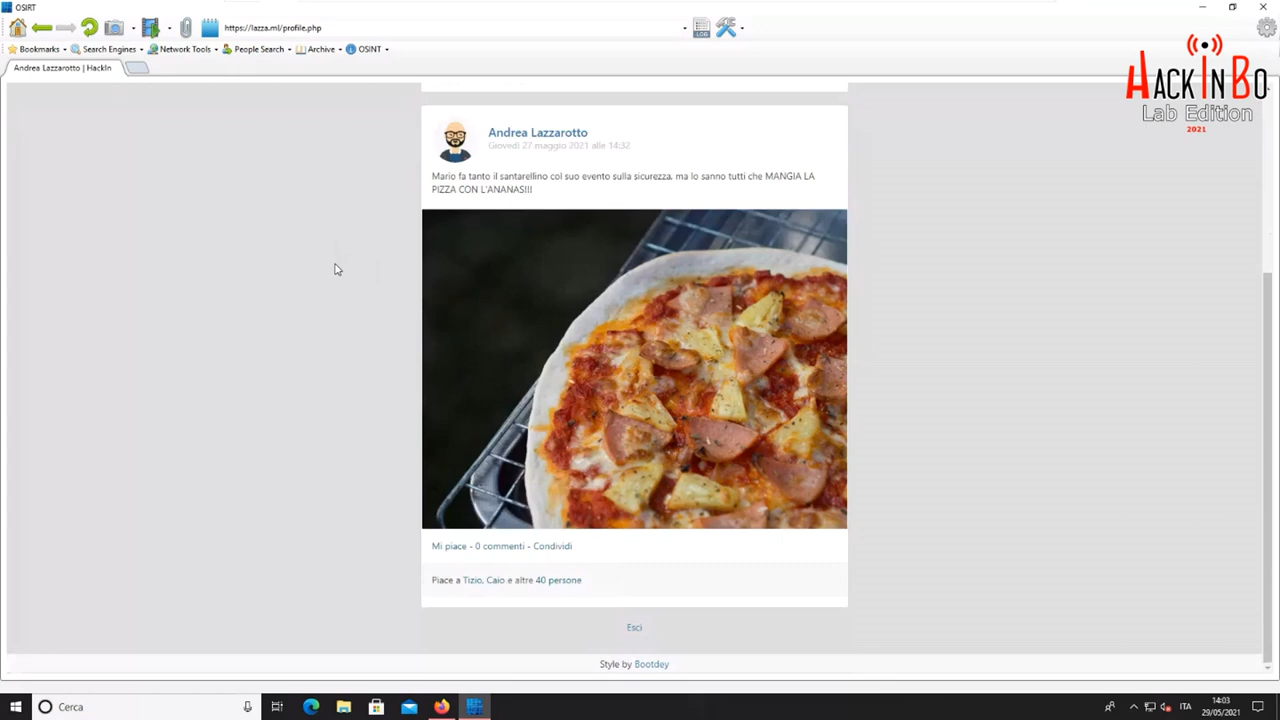 OSIRT
https://lazza.ml/profile.php
Bookmarks
Search Engines
Network Tools
People Search
Archive
OSINT
Andrea Lazzarotto | HackIn
HACKINBO
Lab Edition
2021
Andrea Lazzarotto
Giovedì 27 maggio 2021 alle 14:32
Mario fa tanto il santarellino col suo evento sulla sicurezza, ma lo sanno tutti che MANGIA LA
PIZZA CON L'ANANAS!!!
Mi piace - 0 commenti - Condividi
Piace a Tizio, Caio e altre 40 persone
Esci
Style by Bootdey
Cerca
ITA
14:03
29/05/2021